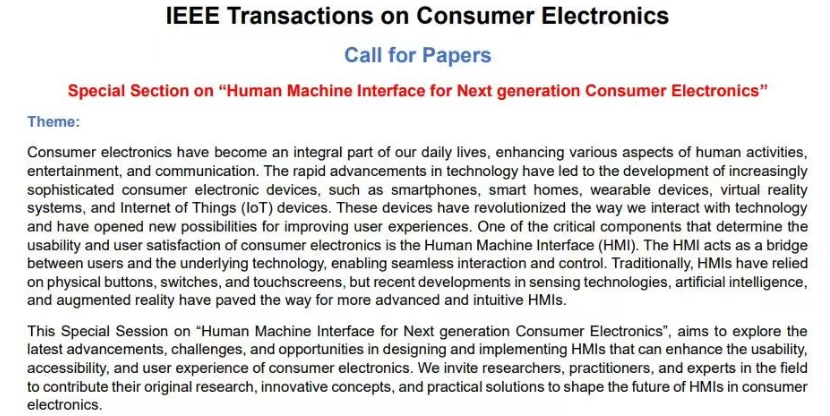 IEEE Transactions on Consumer Electronics
Call for Papers
Special Section on “Human Machine Interface for Next generation Consumer Electronics”
Theme:
Consumer electronics have become an integral part of our daily lives, enhancing various aspects of human activities,
entertainment, and communication. The rapid advancements in technology have led to the development of increasingly
sophisticated consumer electronic devices, such as smartphones, smart homes, wearable devices, virtual reality
systems, and Internet of Things (IoT) devices. These devices have revolutionized the way we interact with technology
and have opened new possibilities for improving user experiences. One of the critical components that determine the
usability and user satisfaction of consumer electronics is the Human Machine Interface (HMI). The HMI acts as a bridge
between users and the underlying technology, enabling seamless interaction and control. Traditionally, HMIs have relied
on physical buttons, switches, and touchscreens, but recent developments in sensing technologies, artificial intelligence,
and augmented reality have paved the way for more advanced and intuitive HMIs.
This Special Session on “Human Machine Interface for Next generation Consumer Electronics”, aims to explore the
latest advancements, challenges, and opportunities in designing and implementing HMIs that can enhance the usability,
accessibility, and user experience of consumer electronics. We invite researchers, practitioners, and experts in the field
to contribute their original research, innovative concepts, and practical solutions to shape the future of HMIs in consumer
electronics.